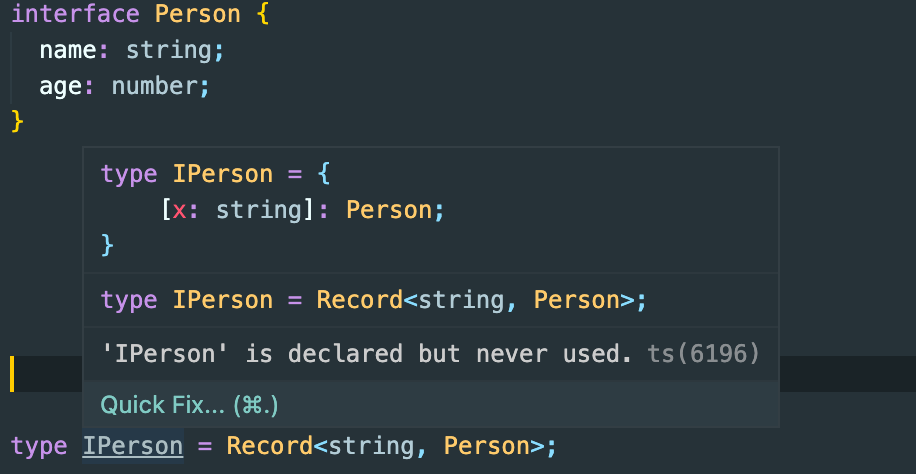 interface Person {
  name: string;
  age: number;
}
type IPerson = {
    [x: string]: Person;
}
type IPerson = Record<string, Person>;
'IPerson' is declared but never used. ts(6196)
Quick Fix... (⌘.)
type IPerson = Record<string, Person>;